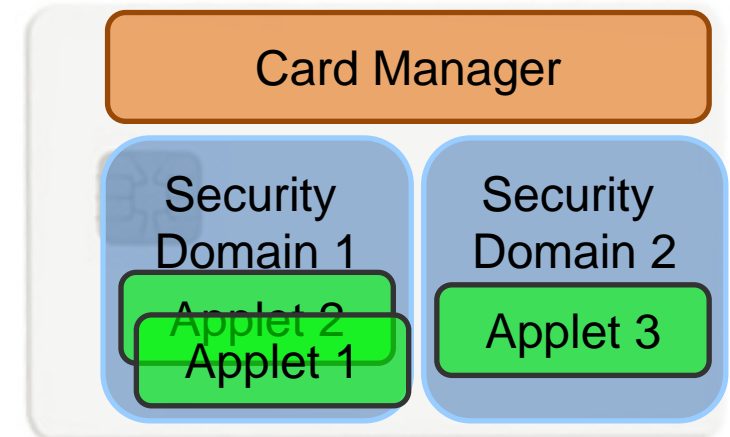 Card Manager
Security
Domain 1
Applet 2
Applet 1
Security
Domain 2
Applet 3